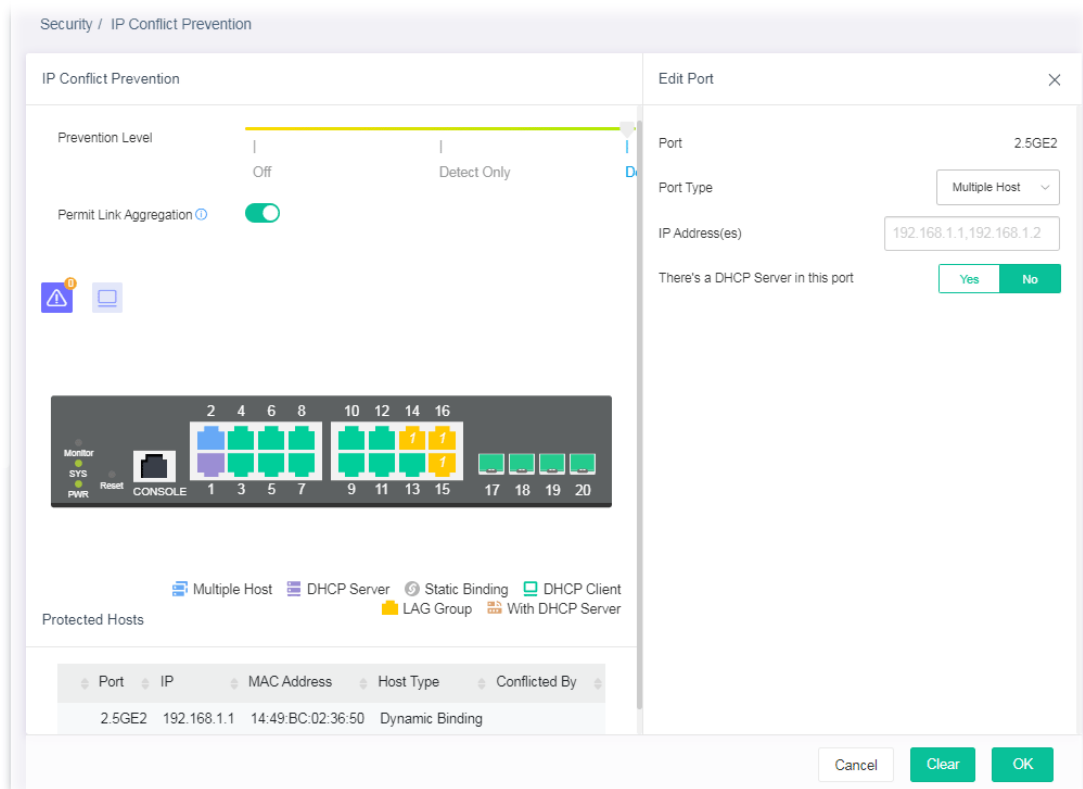 Security / IP Conflict Prevention
IP Conflict Prevention
Edit Port
Prevention Level
Off
Detect Only
Port
2.5GE2
Port Type
Multiple Host
Permit Link Aggregation
IP Address(es)
192.168.1.1,192.168.1.2
There's a DHCP Server in this port
Yes
No
0
2 4 6 8 10 12 14 16
1 1
Monitor
SYS
PWR
Reset
CONSOLE
1
1 3 5 7 9 11 13 15 17 18 19 20
Multiple Host DHCP Server Static Binding DHCP Client
LAG Group With DHCP Server
Protected Hosts
Port IP MAC Address Host Type Conflicted By
2.5GE2 192.168.1.1 14:49:BC:02:36:50 Dynamic Binding
Cancel
Clear
OK